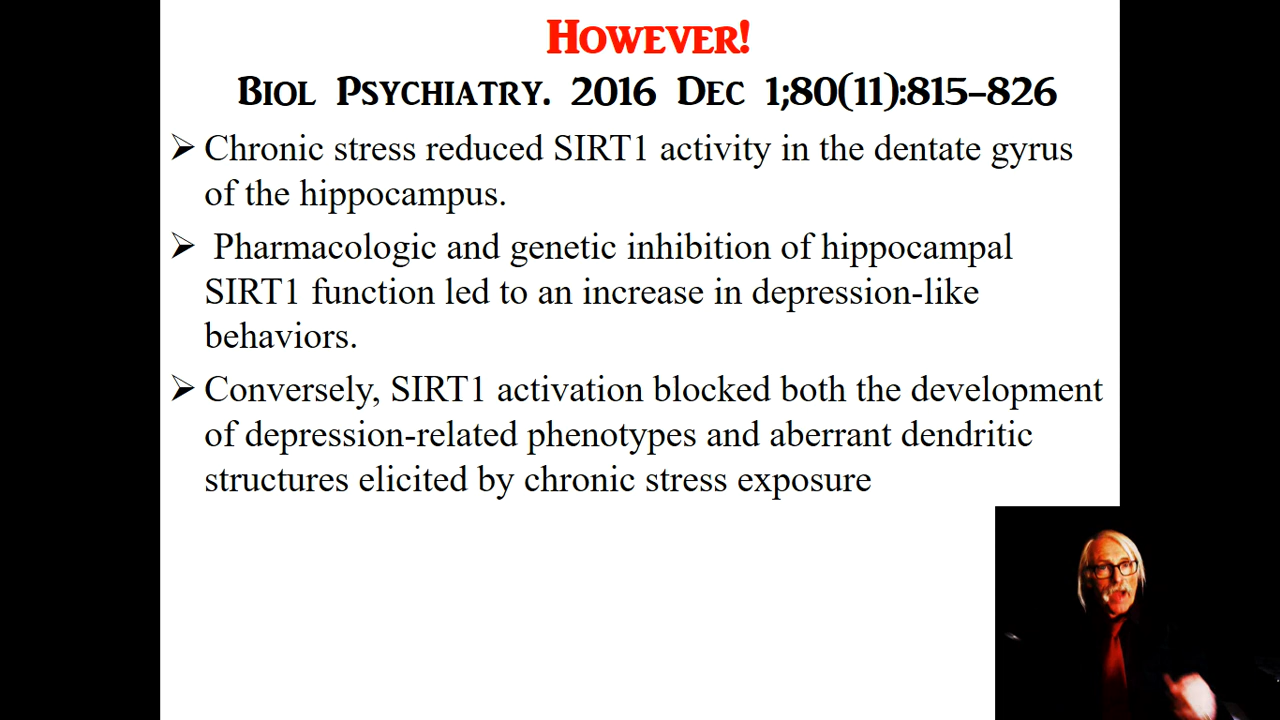 HOWEVER!
BIOL PSYCHIATRY. 2016 DEC 1;80(11):815–826
➢ Chronic stress reduced SIRT1 activity in the dentate gyrus
of the hippocampus.
➢ Pharmacologic and genetic inhibition of hippocampal
SIRT1 function led to an increase in depression-like
behaviors.
➢ Conversely, SIRT1 activation blocked both the development
of depression-related phenotypes and aberrant dendritic
structures elicited by chronic stress exposure